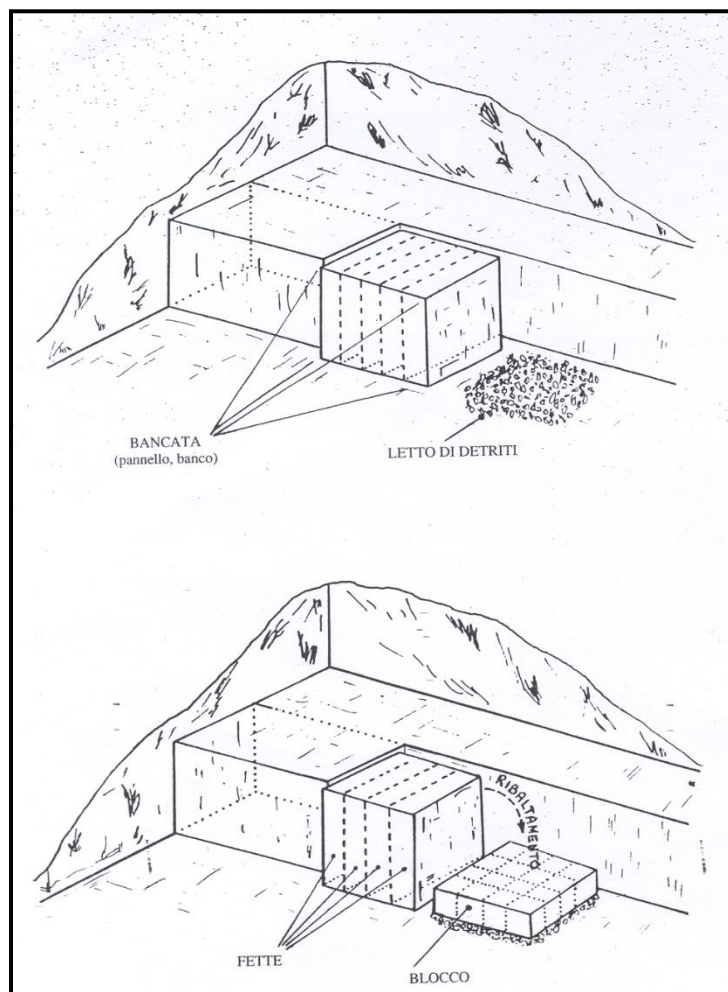 BANCATA
(pannello, banco)
LETTO DI DETRITI
RIBALTAMENTO
FETTE
BLOCCO